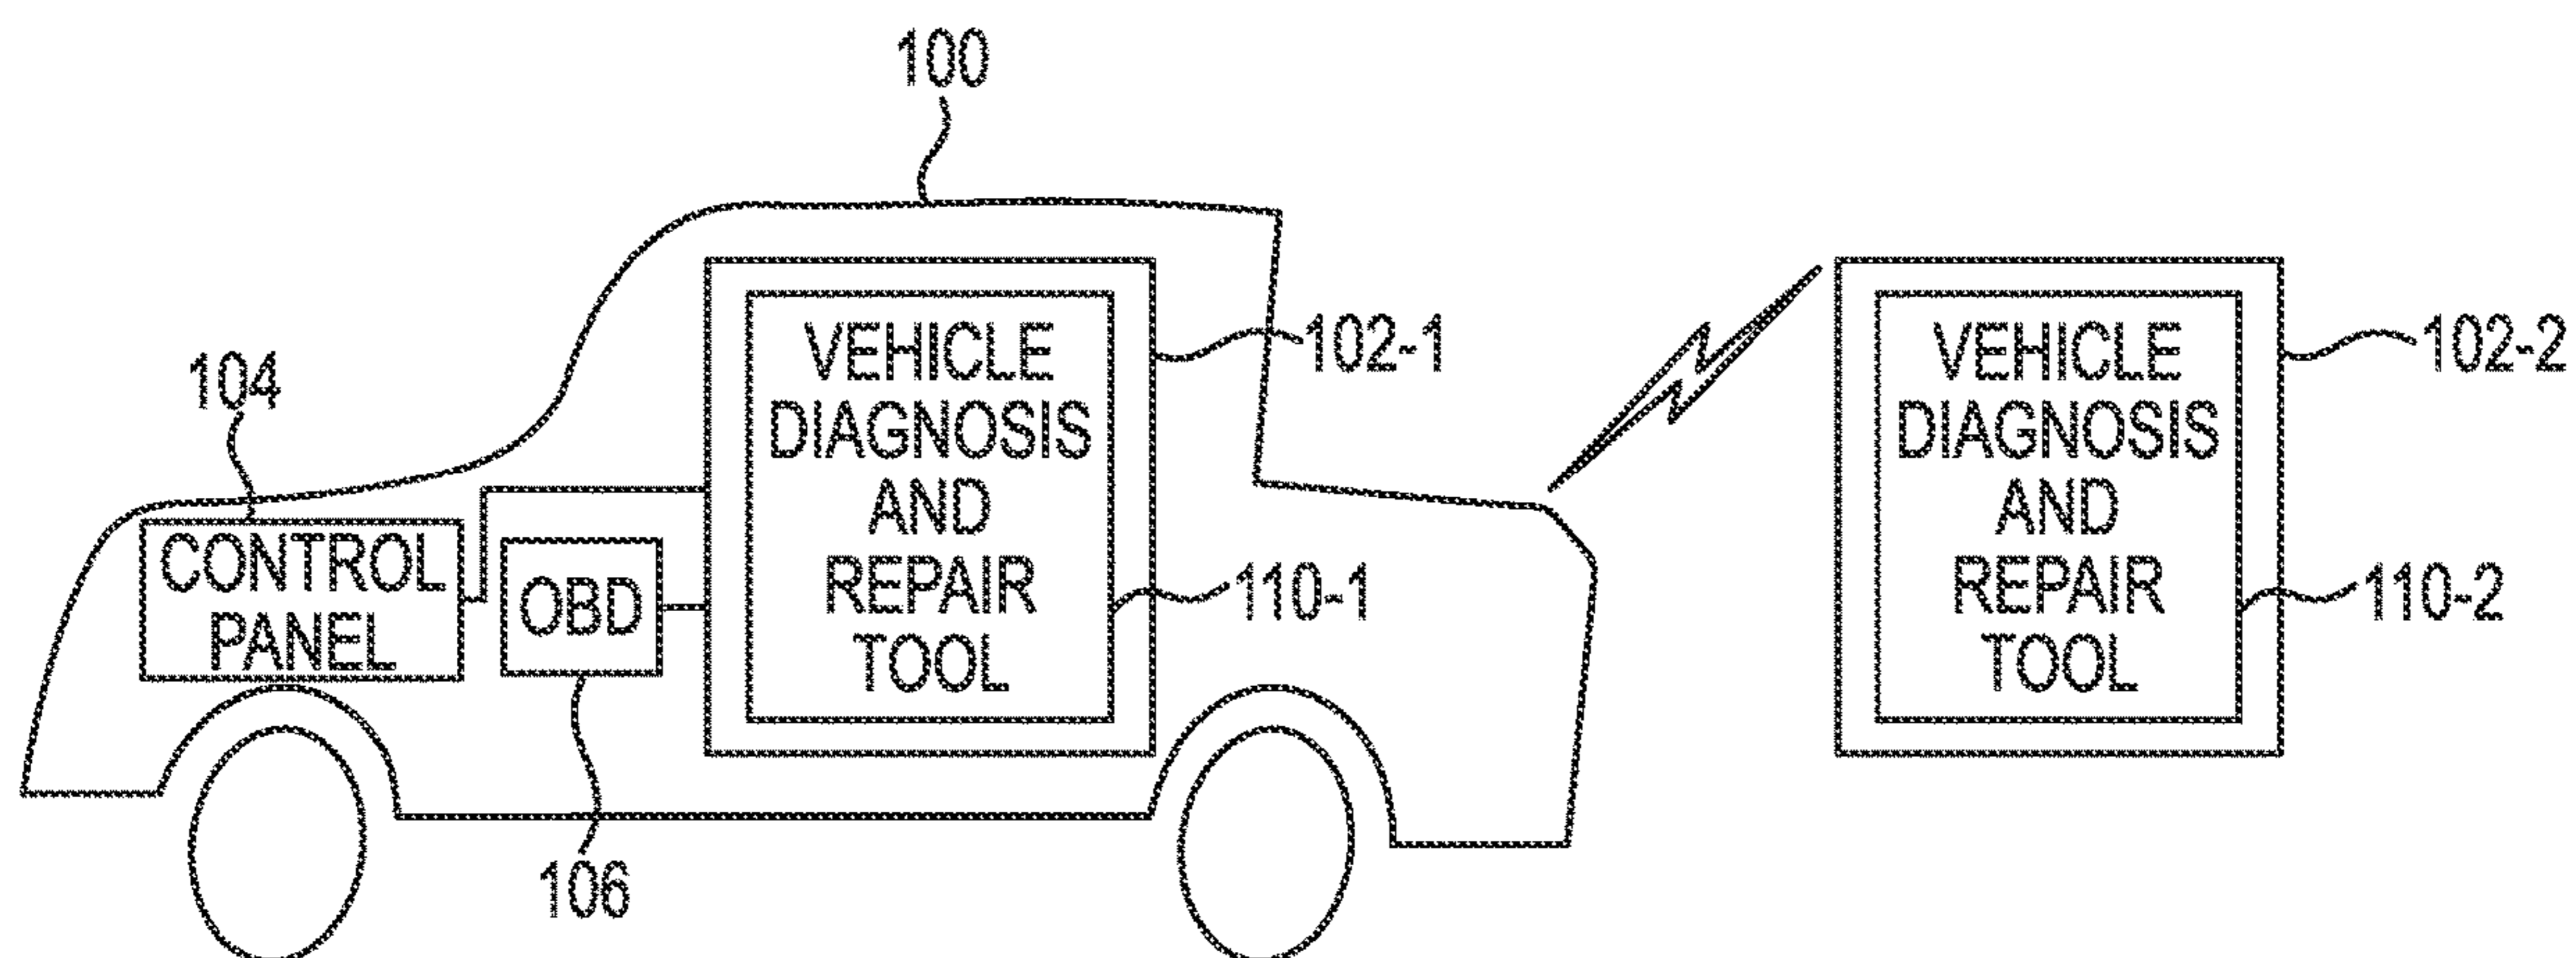 100
104
CONTROL
PANEL
OBD
106
VEHICLE
DIAGNOSIS
AND
REPAIR
TOOL
102-1
110-1
VEHICLE
DIAGNOSIS
AND
REPAIR
TOOL
102-2
110-2